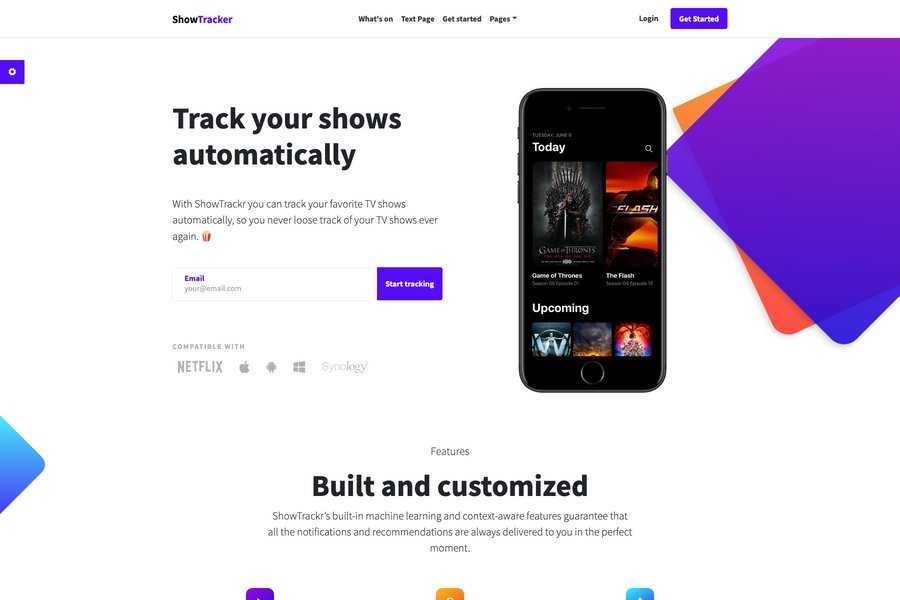 ShowTracker
What's on Text Page Get started Pages
Login
Get Started
Track your shows
automatically
With ShowTrackr you can track your favorite TV shows
automatically, so you never loose track of your TV shows ever
again.
Email
your@email.com
Start tracking
COMPATIBLE WITH
NETFLIX
Synology
TUESDAY, JUNE 6
Today
GAME OF THRONES
HBO
THE FLASH
Game of Thrones
Season 08 Episode 01
The Flash
Season 04 Episode 18
Upcoming
Features
Built and customized
ShowTrackr’s built-in machine learning and context-aware features guarantee that
all the notifications and recommendations are always delivered to you in the perfect
moment.